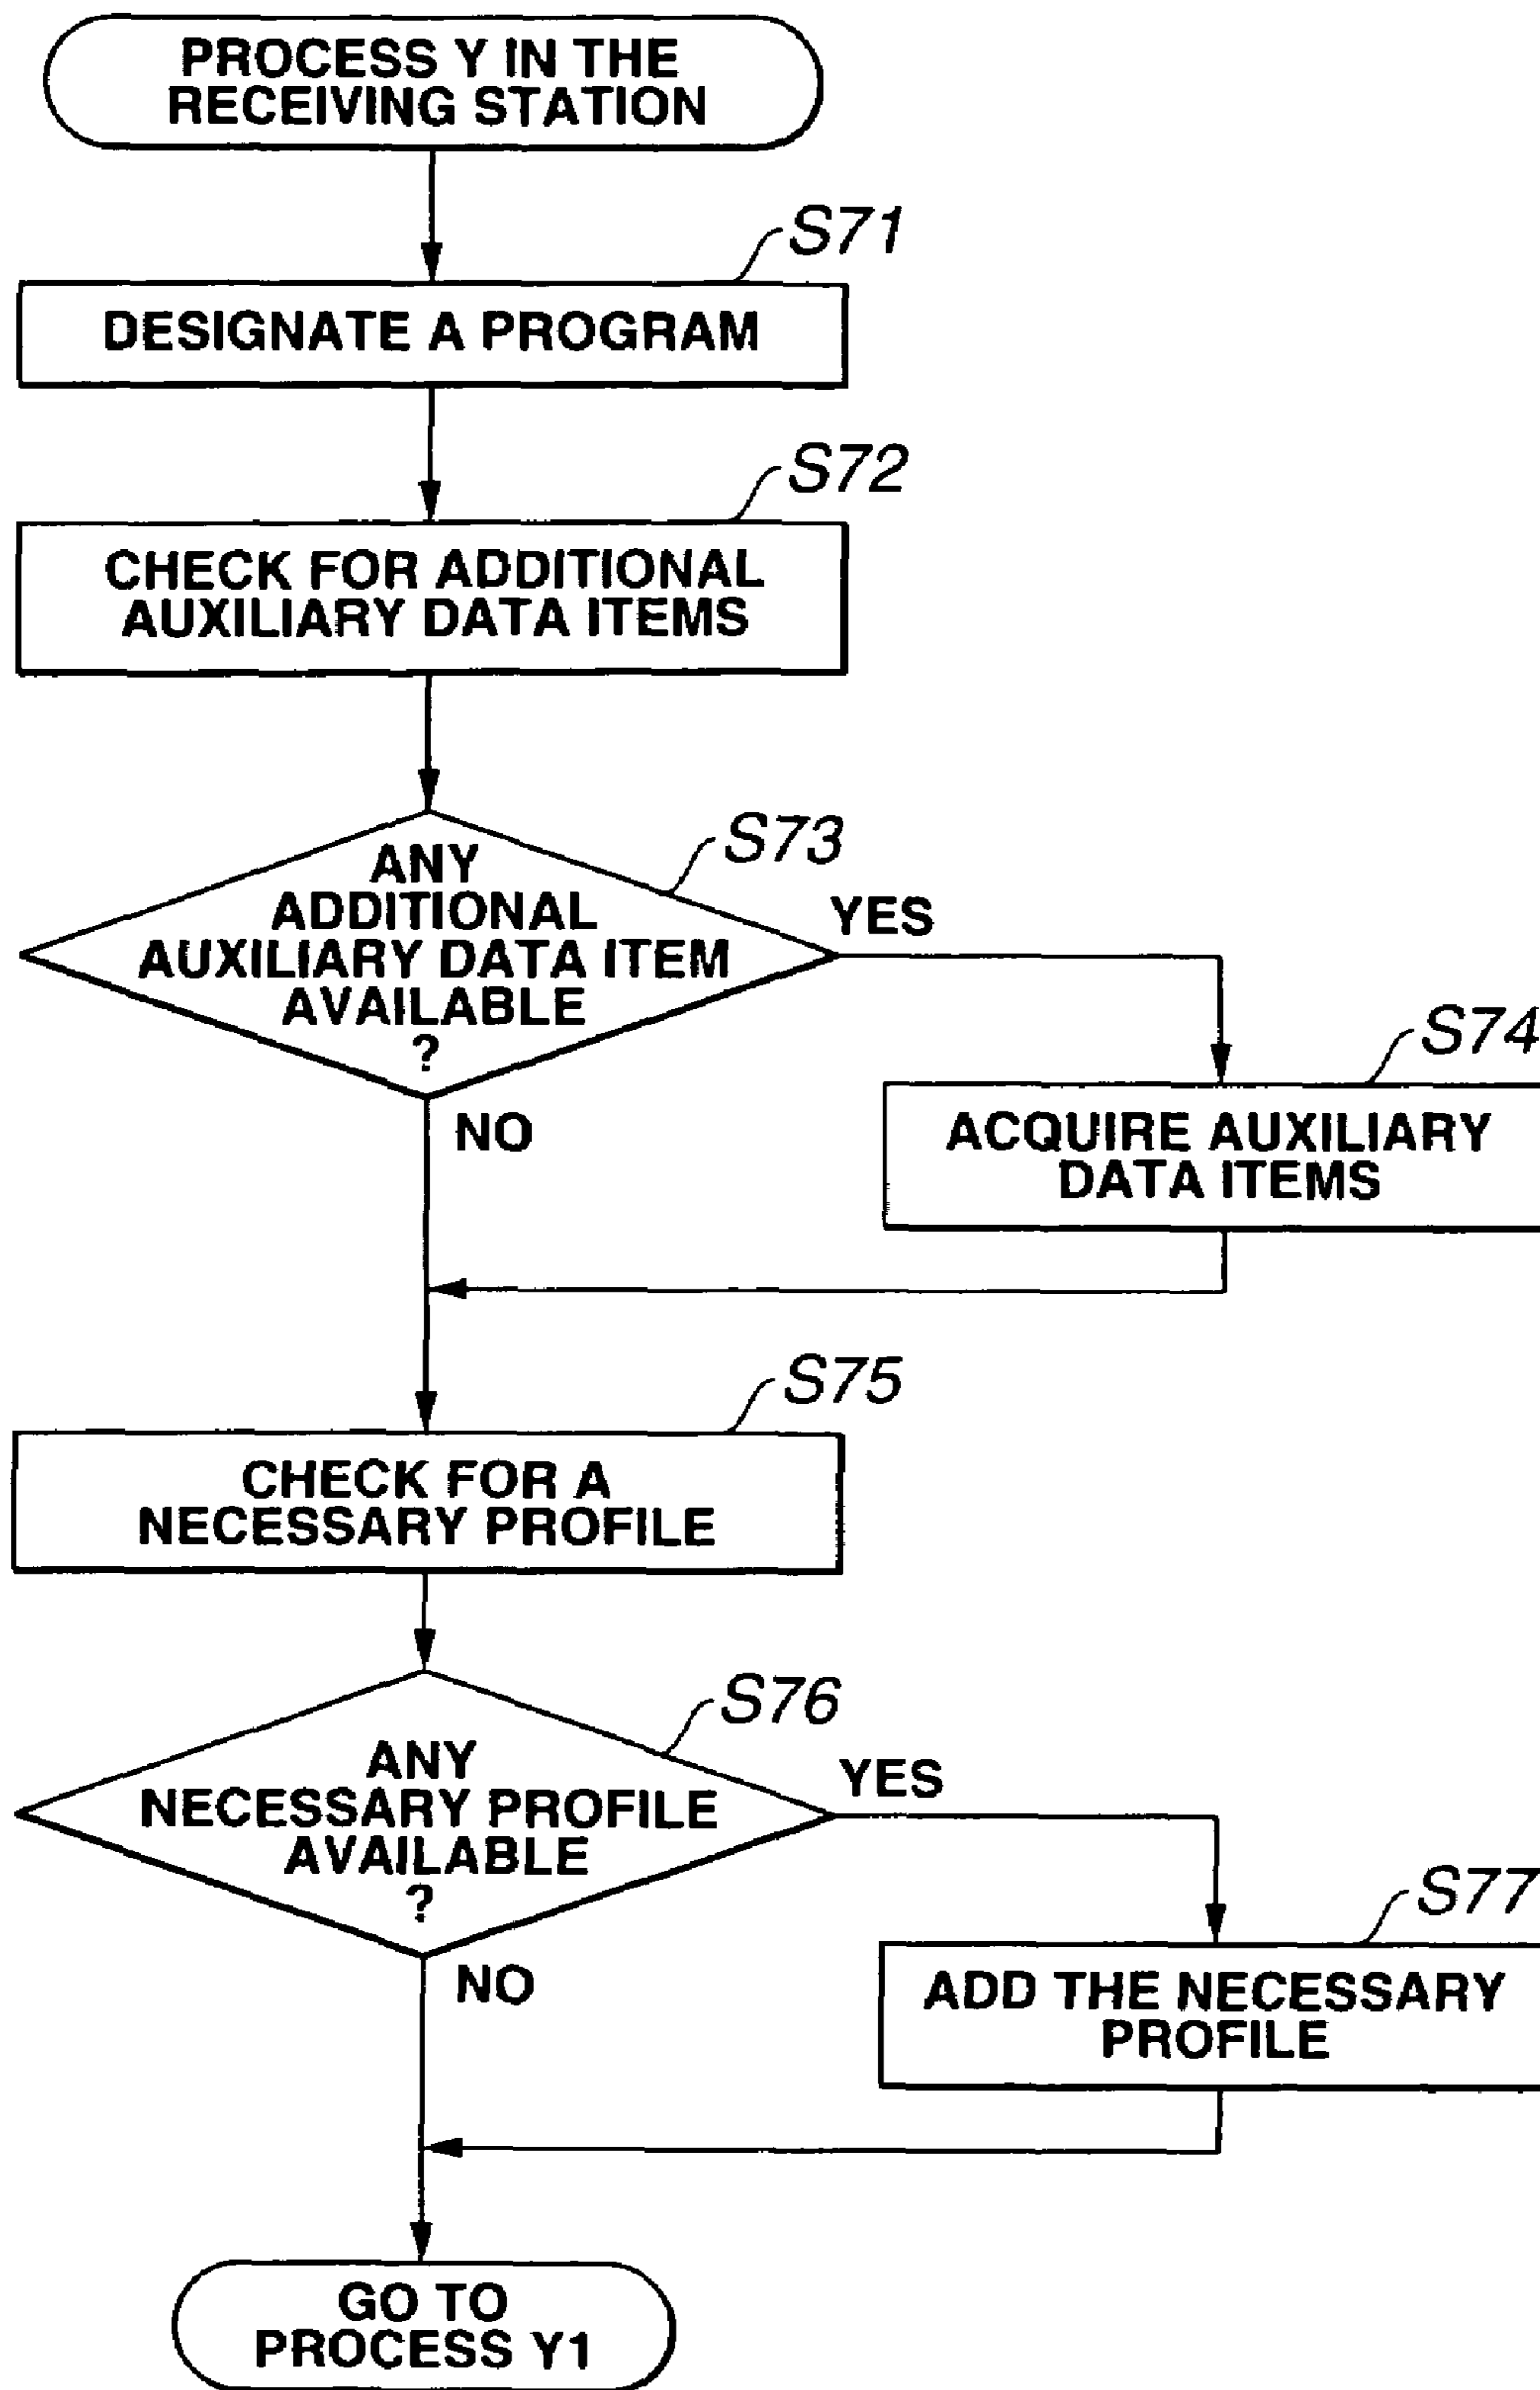 PROCESS Y IN THE
RECEIVING STATION
S71
DESIGNATE A PROGRAM
S72
CHECK FOR ADDITIONAL
AUXILIARY DATA ITEMS
S73
ANY
ADDITIONAL
AUXILIARY DATA ITEM
AVAILABLE
?
YES
NO
S74
ACQUIRE AUXILIARY
DATA ITEMS
S75
CHECK FOR A
NECESSARY PROFILE
S76
ANY
NECESSARY PROFILE
AVAILABLE
?
YES
NO
S77
ADD THE NECESSARY
PROFILE
GO TO
PROCESS Y1